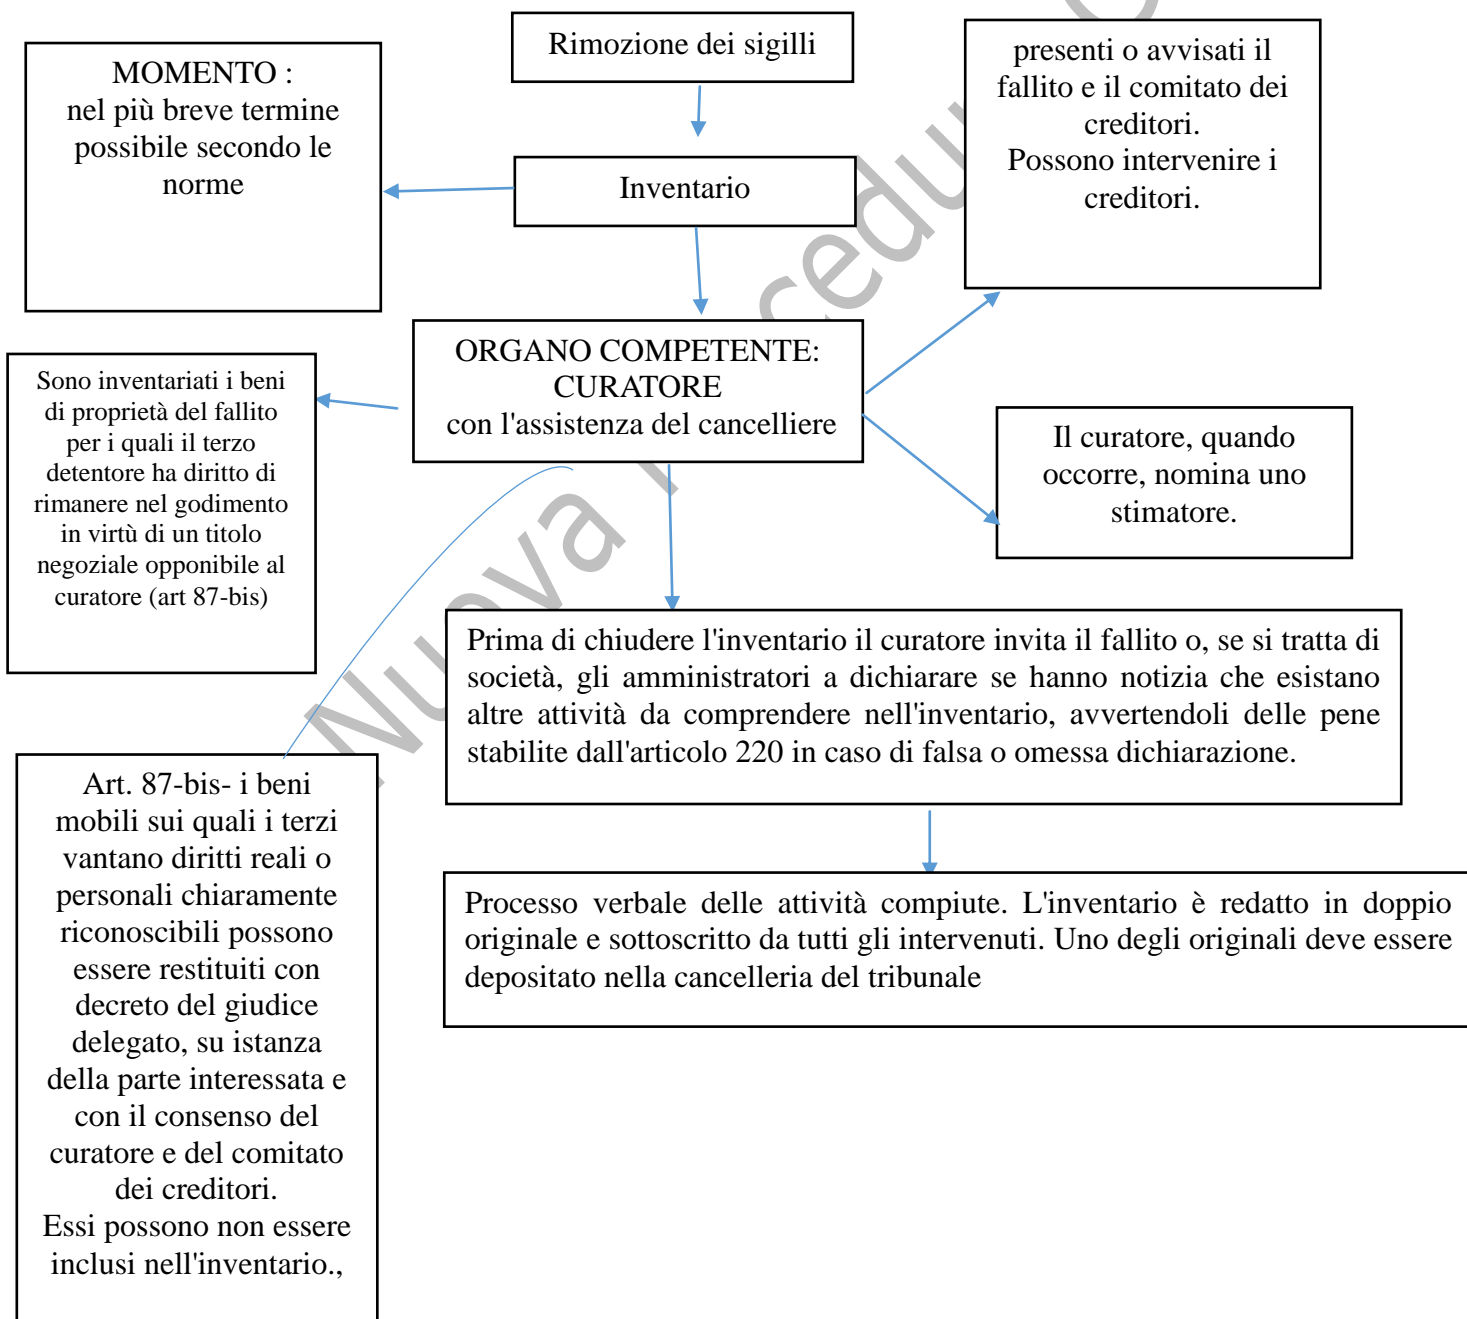 Rimozione dei sigilli
MOMENTO :
nel più breve termine
possibile secondo le
norme
presenti o avvisati il
fallito e il comitato dei
creditori.
Possono intervenire i
creditori.
Inventario
ORGANO COMPETENTE:
CURATORE
con l'assistenza del cancelliere
Sono inventariati i beni
di proprietà del fallito
per i quali il terzo
detentore ha diritto di
rimanere nel godimento
in virtù di un titolo
negoziale opponibile al
curatore (art 87-bis)
Il curatore, quando
occorre, nomina uno
stimatore.
Prima di chiudere l'inventario il curatore invita il fallito o, se si tratta di
società, gli amministratori a dichiarare se hanno notizia che esistano
altre attività da comprendere nell'inventario, avvertendoli delle pene
stabilite dall'articolo 220 in caso di falsa o omessa dichiarazione.
Art. 87-bis- i beni
mobili sui quali i terzi
vantano diritti reali o
personali chiaramente
riconoscibili possono
essere restituiti con
decreto del giudice
delegato, su istanza
della parte interessata e
con il consenso del
curatore e del comitato
dei creditori.
Essi possono non essere
inclusi nell'inventario.,
Processo verbale delle attività compiute. L'inventario è redatto in doppio
originale e sottoscritto da tutti gli intervenuti. Uno degli originali deve essere
depositato nella cancelleria del tribunale
Nuova